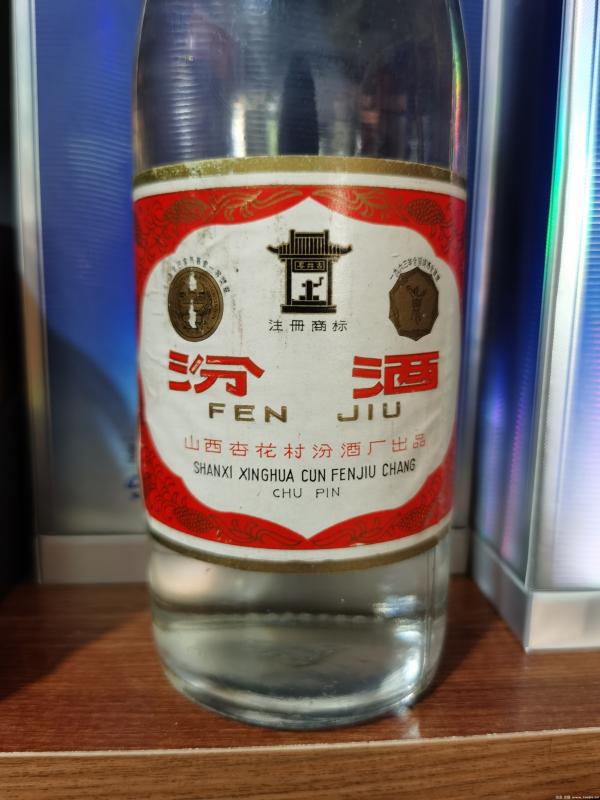 注冊商标
汾酒
FEN JIU
山西杏花村汾酒厂出品
SHANXI XINGHUA CUN FENJIU CHANG
CHU PIN